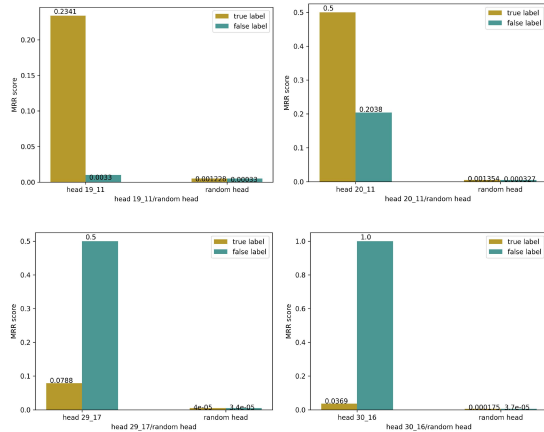 0.2341
true label
false label
0.20
0.15
0.10
0.05
0.00
MRR score
0.0033
0.001228
0.00033
head 19_11
random head
head 19_11/random head
0.5
true label
false label
0.5
0.4
0.3
0.2
0.1
0.0
MRR score
0.2038
0.001354
0.000327
head 20_11
random head
head 20_11/random head
0.5
true label
false label
0.5
0.4
0.3
0.2
0.1
0.0
MRR score
0.0788
4e-05
3.4e-05
head 29_17
random head
head 29_17/random head
1.0
true label
false label
1.0
0.8
0.6
0.4
0.2
0.0
MRR score
0.0369
0.000175
3.7e-05
head 30_16
random head
head 30_16/random head